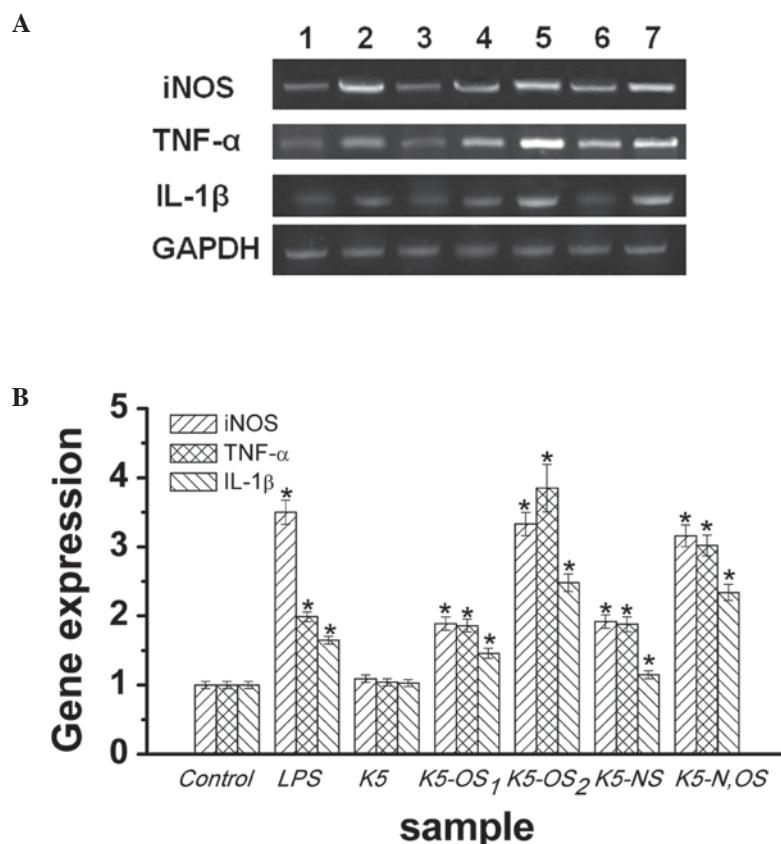 A
1 2 3 4 5 6 7
iNOS
TNF-α
IL-1β
GAPDH
B
Gene expression
5
4
3
2
1
0
iNOS
TNF-α
IL-1β
* * *
* * *
* * *
* * *
* * *
Control LPS K5 K5-OS1 K5-OS2 K5-NS K5-N,OS
sample